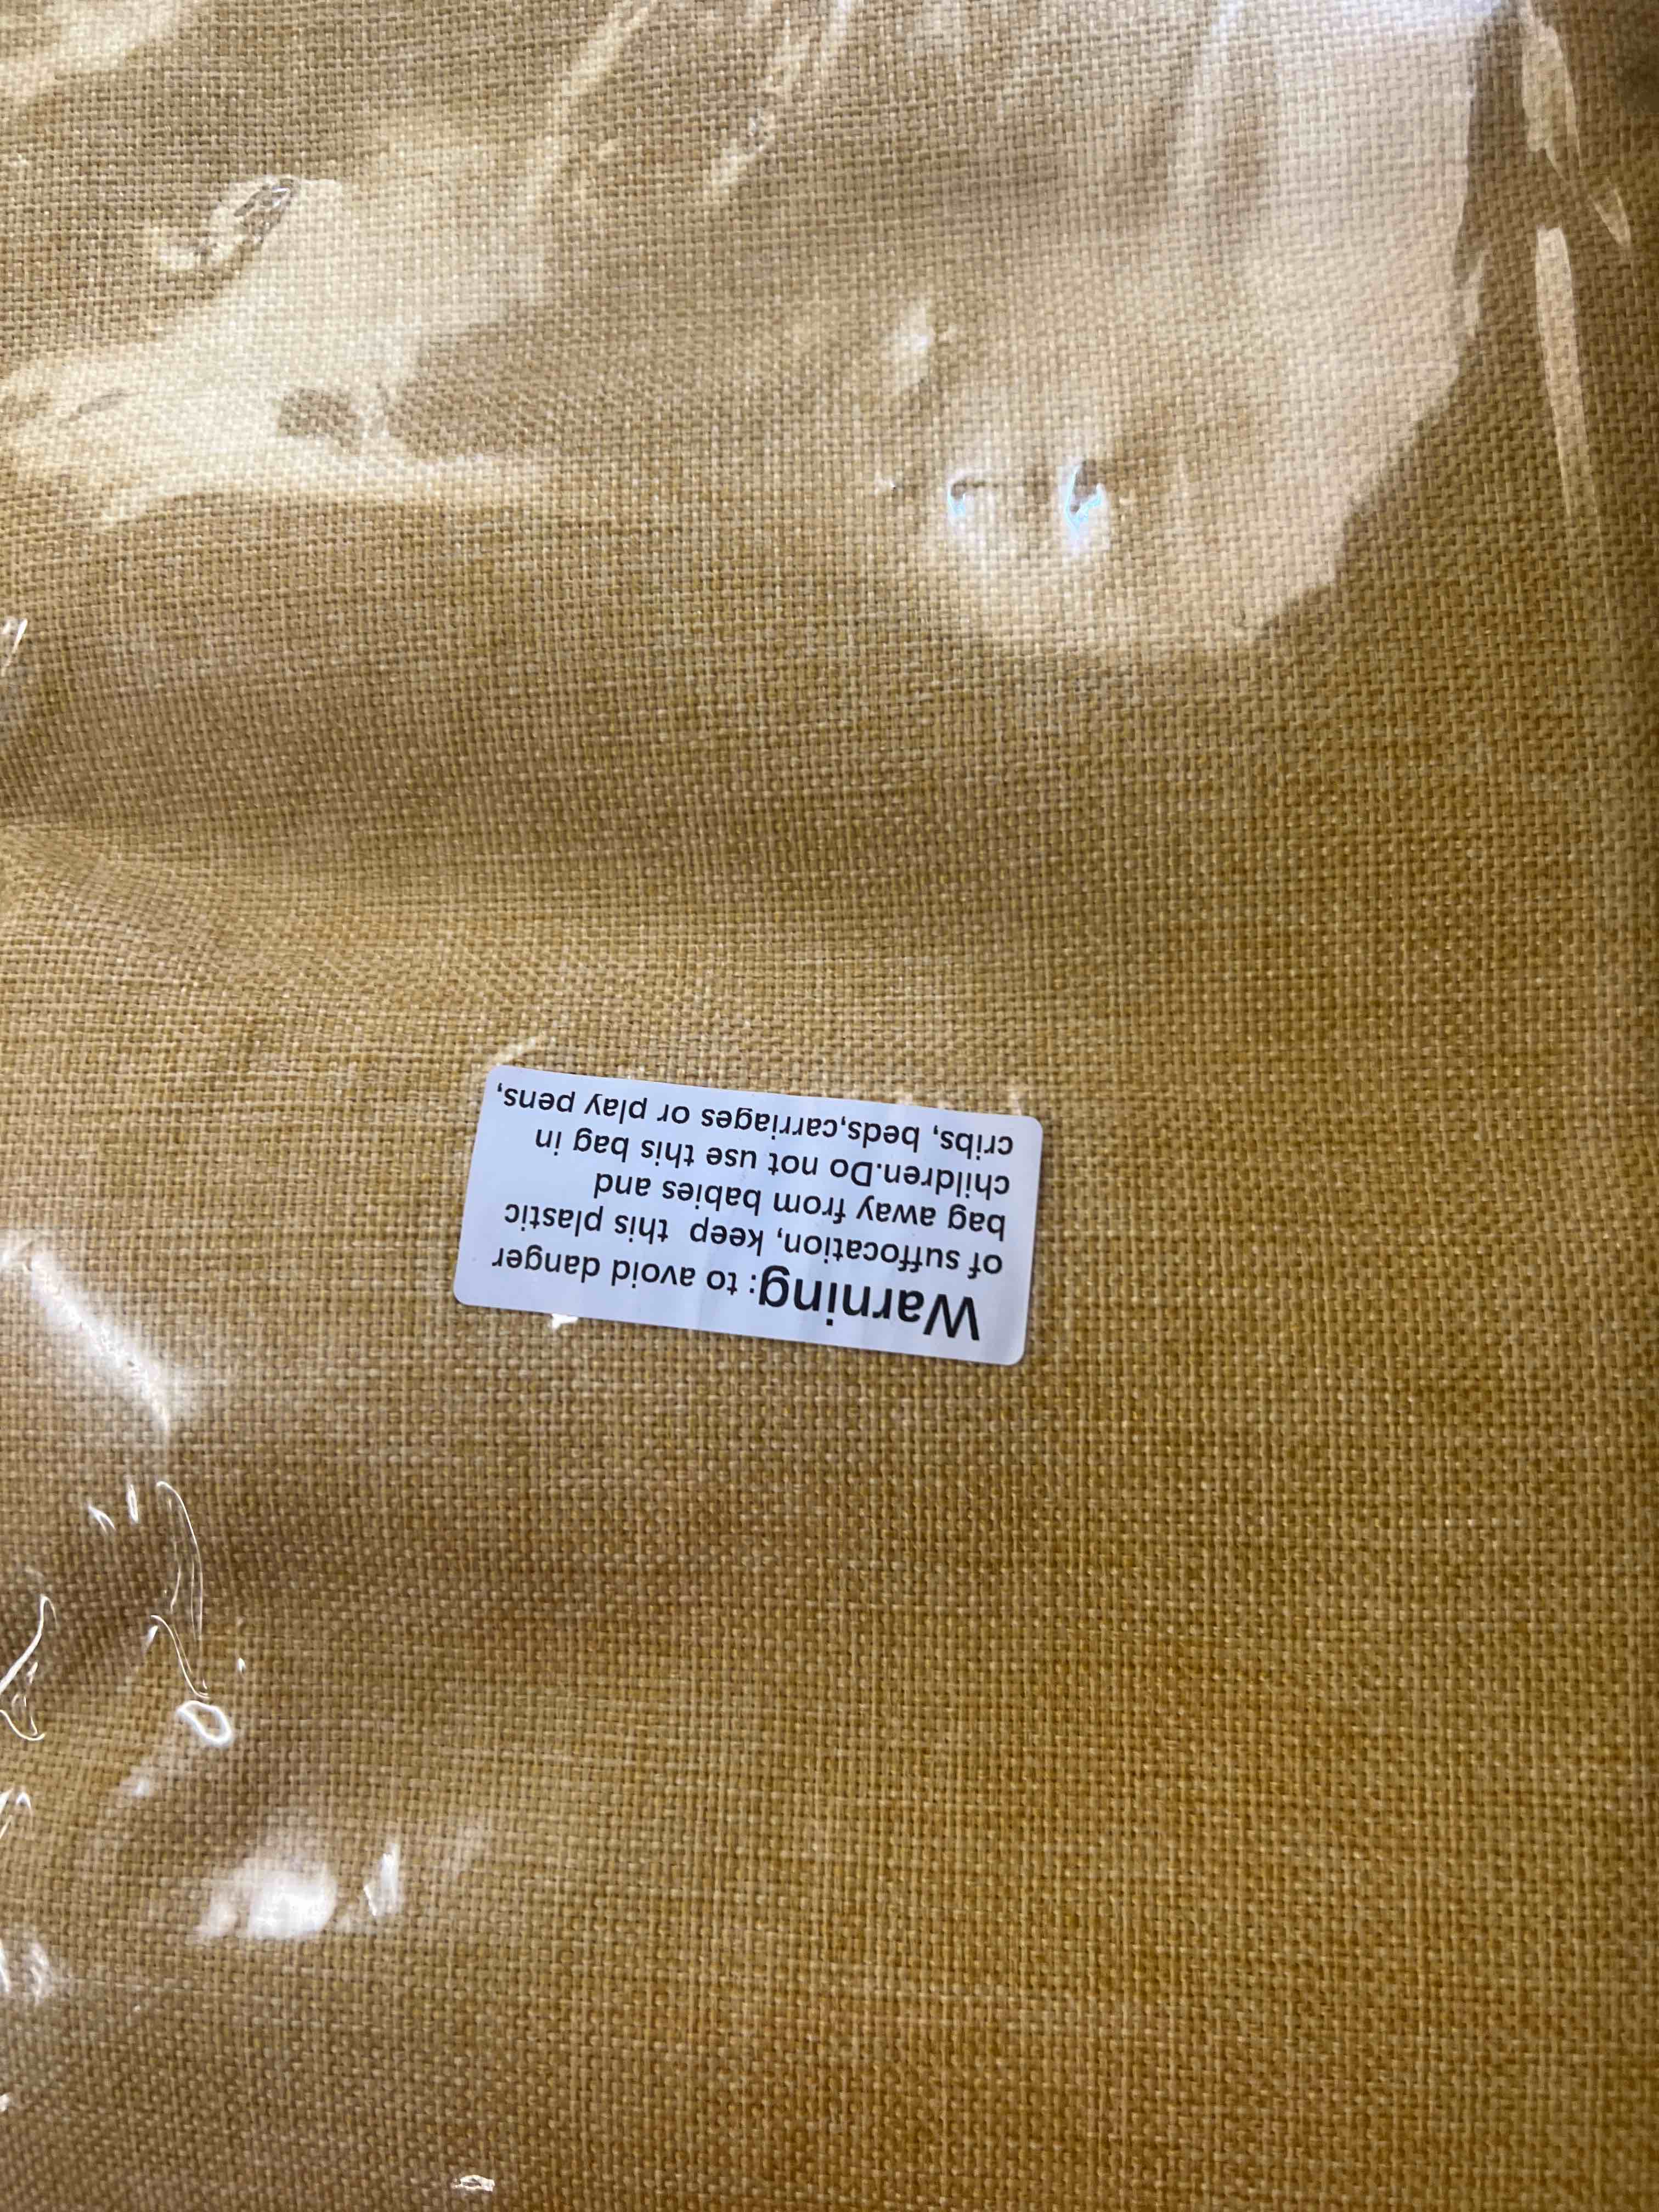 Warning: to avoid danger
of suffocation, keep this plastic
bag away from babies and
children.Do not use this bag in
cribs, beds,carriages or play pens,